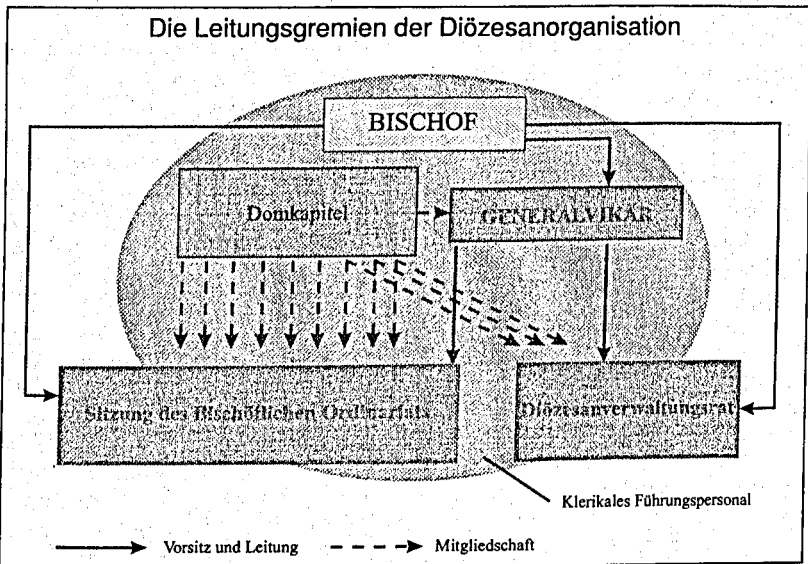 Die Leitungsgremien der Diözesanorganisation
BISCHOF
Domkapitel
GENERALVIKAR
Sitzung des Bischöflichen Ordinariats
Diözesanverwaltungsrat
Klerikales Führungspersonal
Vorsitz und Leitung
Mitgliedschaft